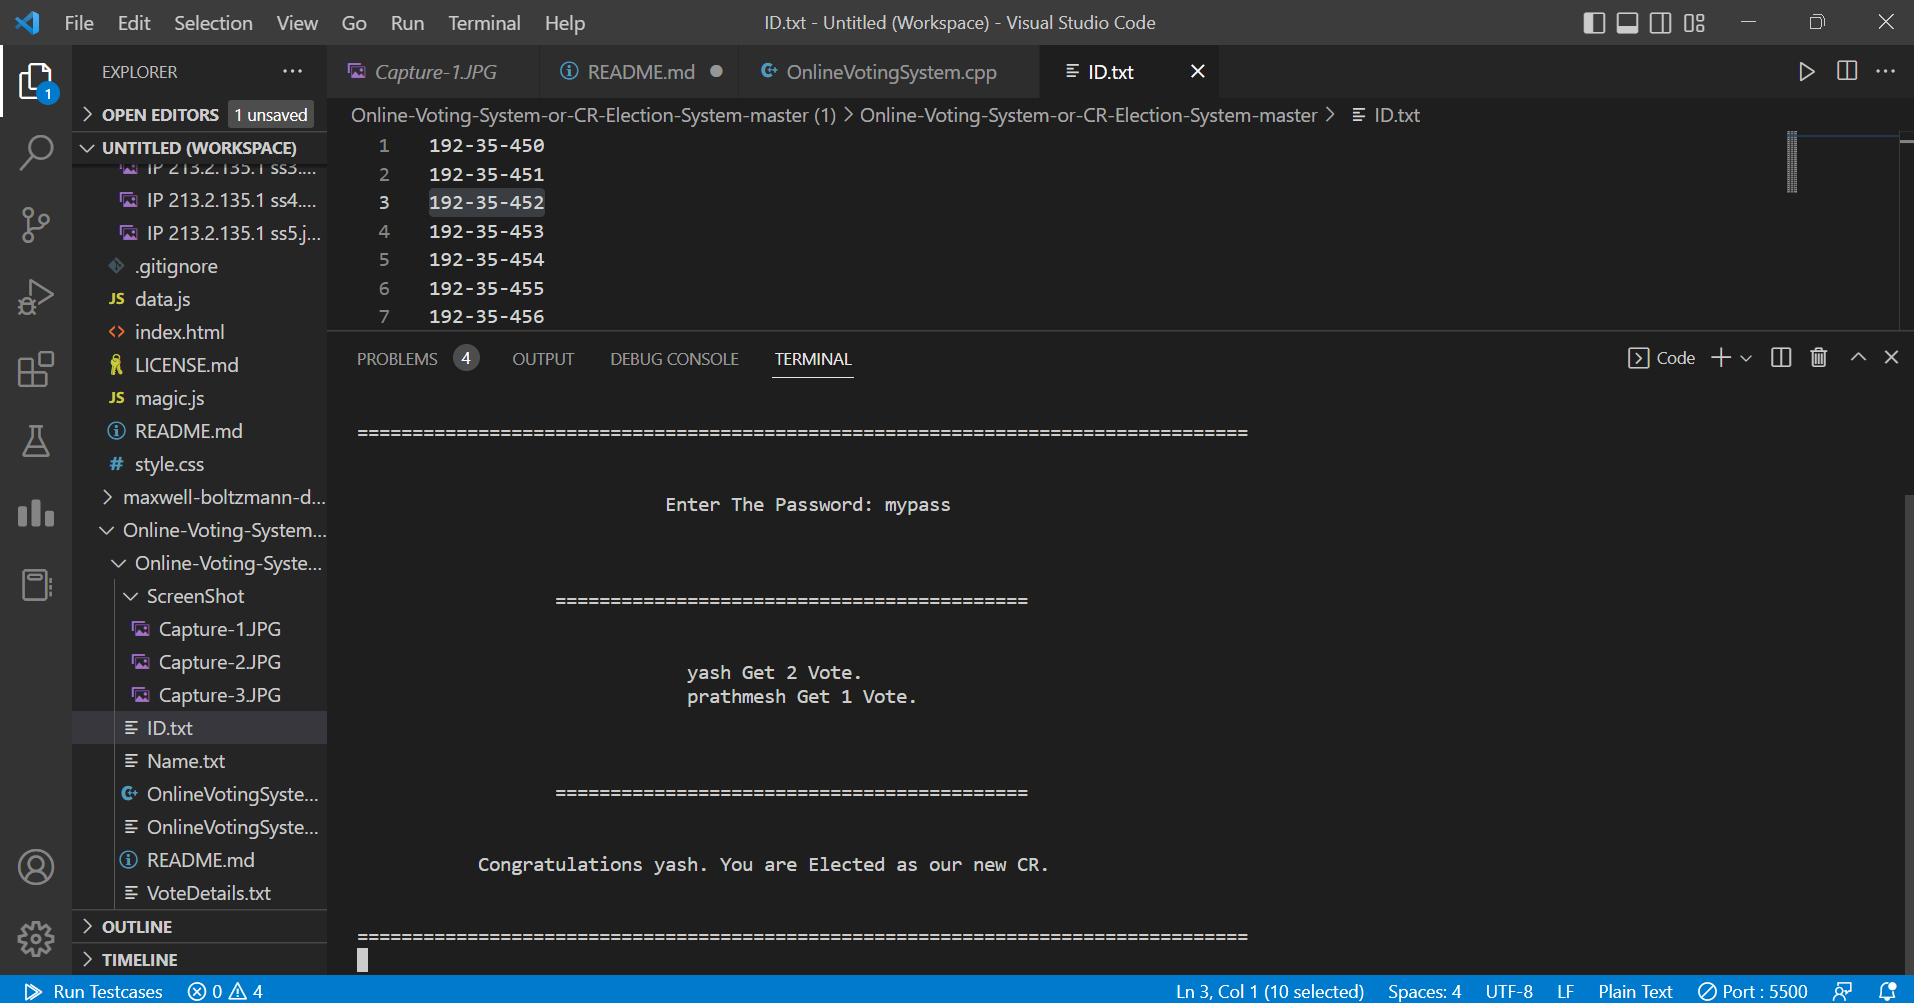 File Edit Selection View Go Run Terminal Help ID.txt - Untitled (Workspace) - Visual Studio Code
EXPLORER
Capture-1.JPG README.md OnlineVotingSystem.cpp ID.txt
OPEN EDITORS 1 unsaved
Online-Voting-System-or-CR-Election-System-master (1) > Online-Voting-System-or-CR-Election-System-master > ID.txt
UNTITLED (WORKSPACE)
IP 213.2.135.1 ss3....
IP 213.2.135.1 ss4....
IP 213.2.135.1 ss5.j...
.gitignore
JS data.js
<> index.html
LICENSE.md
JS magic.js
README.md
# style.css
maxwell-boltzmann-d...
Online-Voting-System...
Online-Voting-Syste...
ScreenShot
Capture-1.JPG
Capture-2.JPG
Capture-3.JPG
ID.txt
Name.txt
OnlineVotingSyste...
OnlineVotingSyste...
README.md
VoteDetails.txt
OUTLINE
TIMELINE
1 192-35-450
2 192-35-451
3 192-35-452
4 192-35-453
5 192-35-454
6 192-35-455
7 192-35-456
PROBLEMS 4 OUTPUT DEBUG CONSOLE TERMINAL Code
=================================================================================
Enter The Password: mypass
===========================================
yash Get 2 Vote.
prathmesh Get 1 Vote.
===========================================
Congratulations yash. You are Elected as our new CR.
=================================================================================
1
Run Testcases 0 4 Ln 3, Col 1 (10 selected) Spaces: 4 UTF-8 LF Plain Text Port : 5500